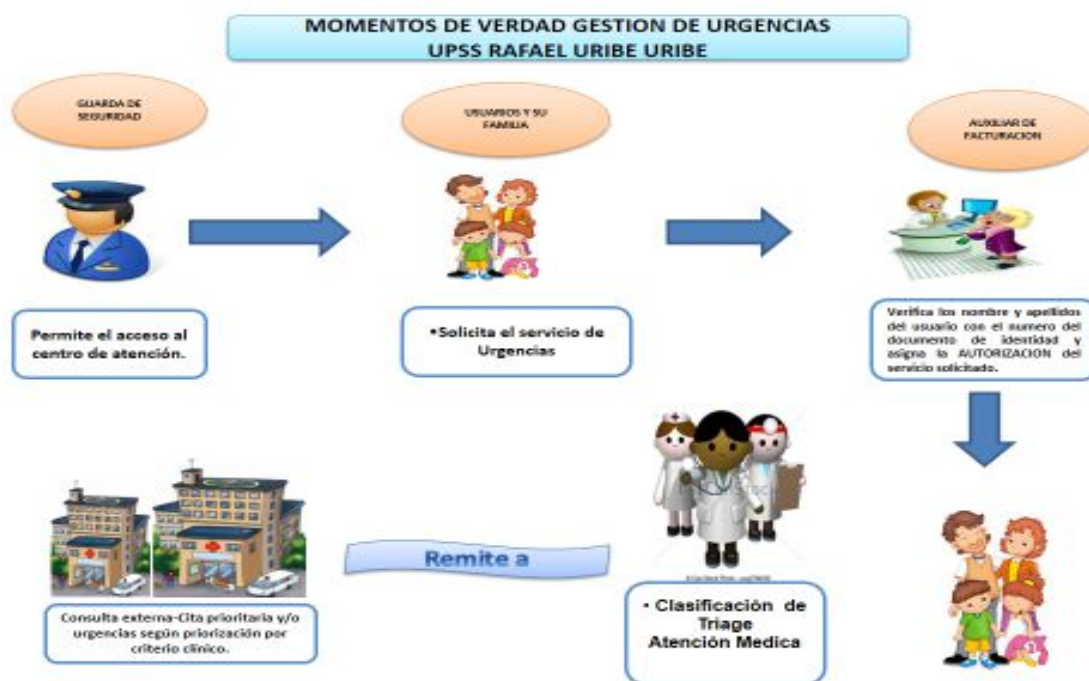 MOMENTOS DE VERDAD GESTION DE URGENCIAS
UPSS RAFAEL URIBE URIBE
GUARDA DE
SEGURIDAD
USUARIOS Y SU
FAMILIA
AUXILIAR DE
FACTURACION
Permite el acceso al
centro de atención.
•Solicita el servicio de
Urgencias
Verifica los nombre y apellidos
del usuario con el numero del
documento de identidad y
asigna la AUTORIZACION del
servicio solicitado.
Remite a
Consulta externa-Cita prioritaria y/o
urgencias según priorización por
criterio clínico.
• Clasificación de
Triage
Atención Medica